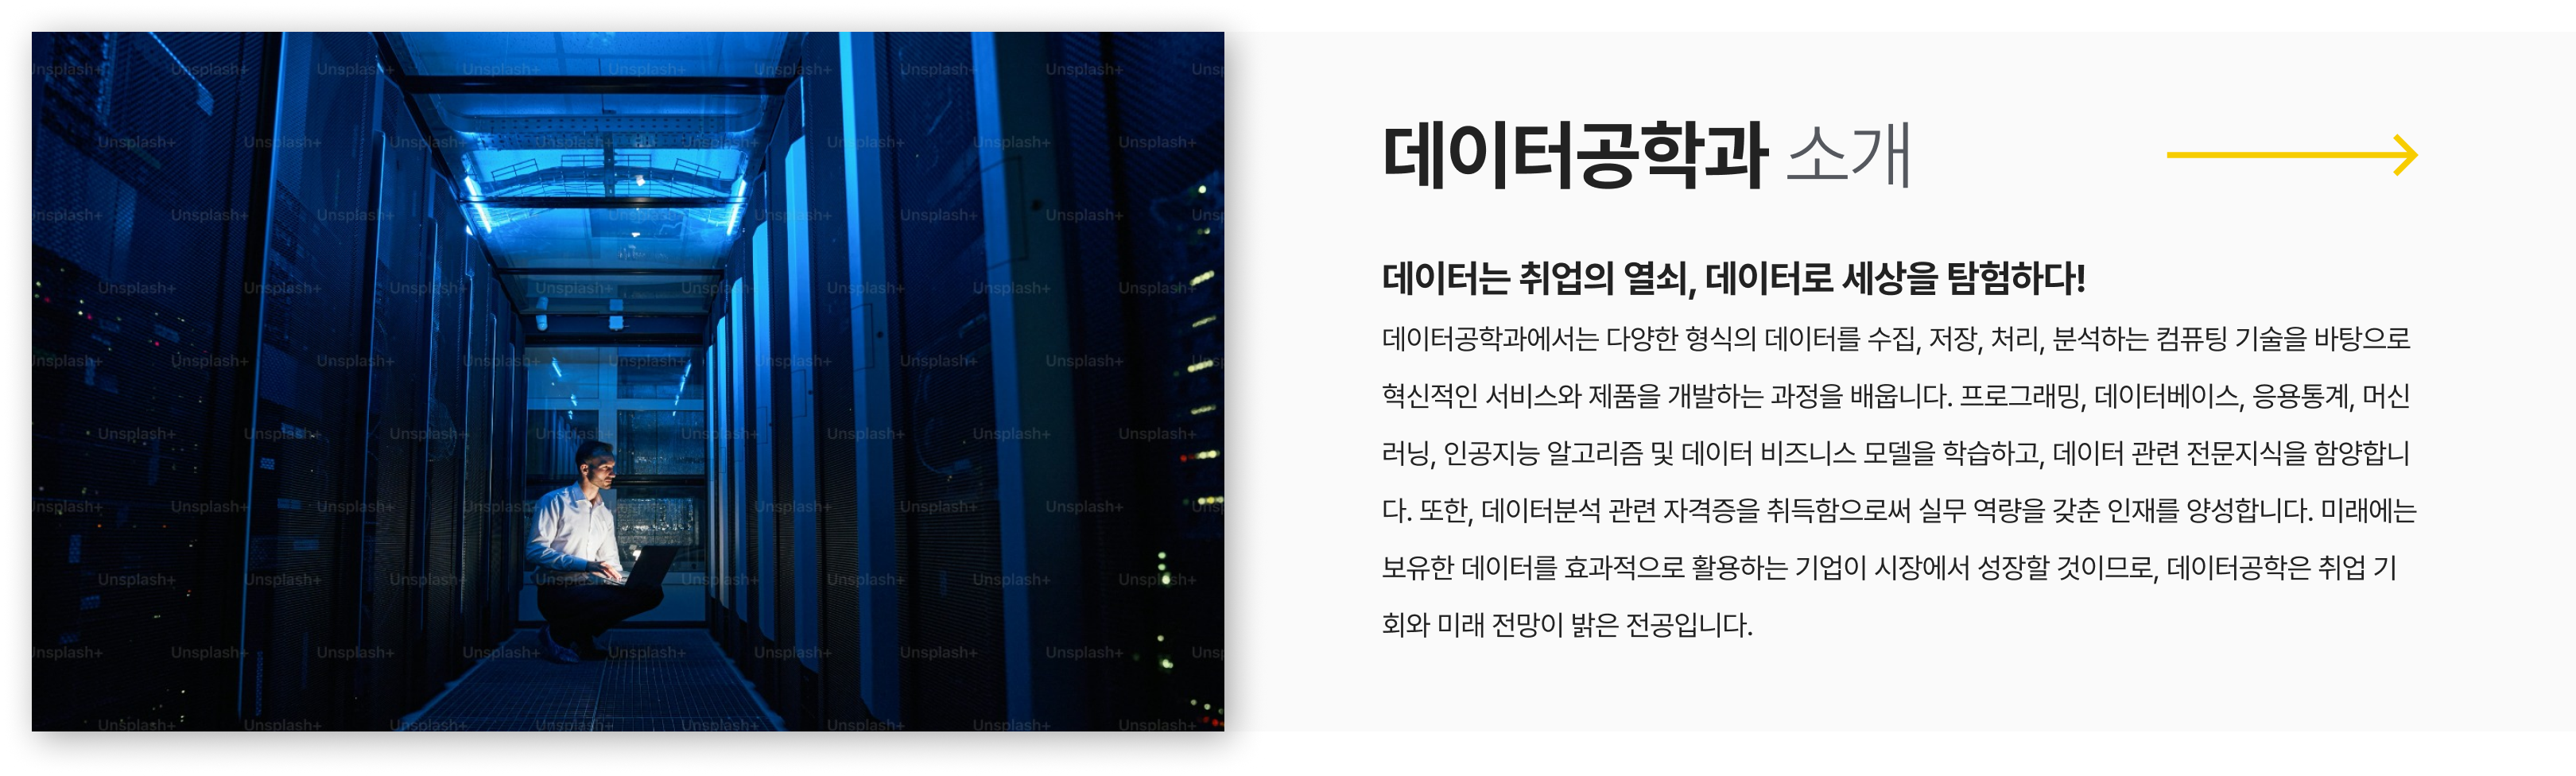 데이터공학과 소개
데이터는 취업의 열쇠, 데이터로 세상을 탐험하다!
데이터공학과에서는 다양한 형식의 데이터를 수집, 저장, 처리, 분석하는 컴퓨팅 기술을 바탕으로
혁신적인 서비스와 제품을 개발하는 과정을 배웁니다. 프로그래밍, 데이터베이스, 응용통계, 머신
러닝, 인공지능 알고리즘 및 데이터 비즈니스 모델을 학습하고, 데이터 관련 전문지식을 함양합니
다. 또한, 데이터분석 관련 자격증을 취득함으로써 실무 역량을 갖춘 인재를 양성합니다. 미래에는
보유한 데이터를 효과적으로 활용하는 기업이 시장에서 성장할 것이므로, 데이터공학은 취업 기
회와 미래 전망이 밝은 전공입니다.
Unsplash+